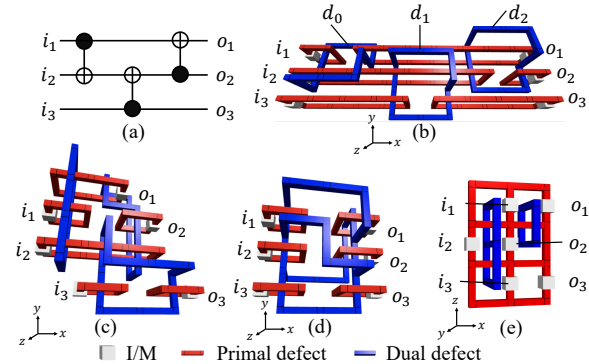 i1 o1
i2 o2
i3 o3
(a)
d0 d1 d2
i1 o1
i2 o2
i3 o3
y
z x
(b)
i1 o1
o2
i2
i3 o3
y
z x
(c)
i1 o1
i2 o2
i3 o3
y
z x
(d)
i1 o1
i2 o2
i3 o3
z
y x
(e)
I/M Primal defect Dual defect